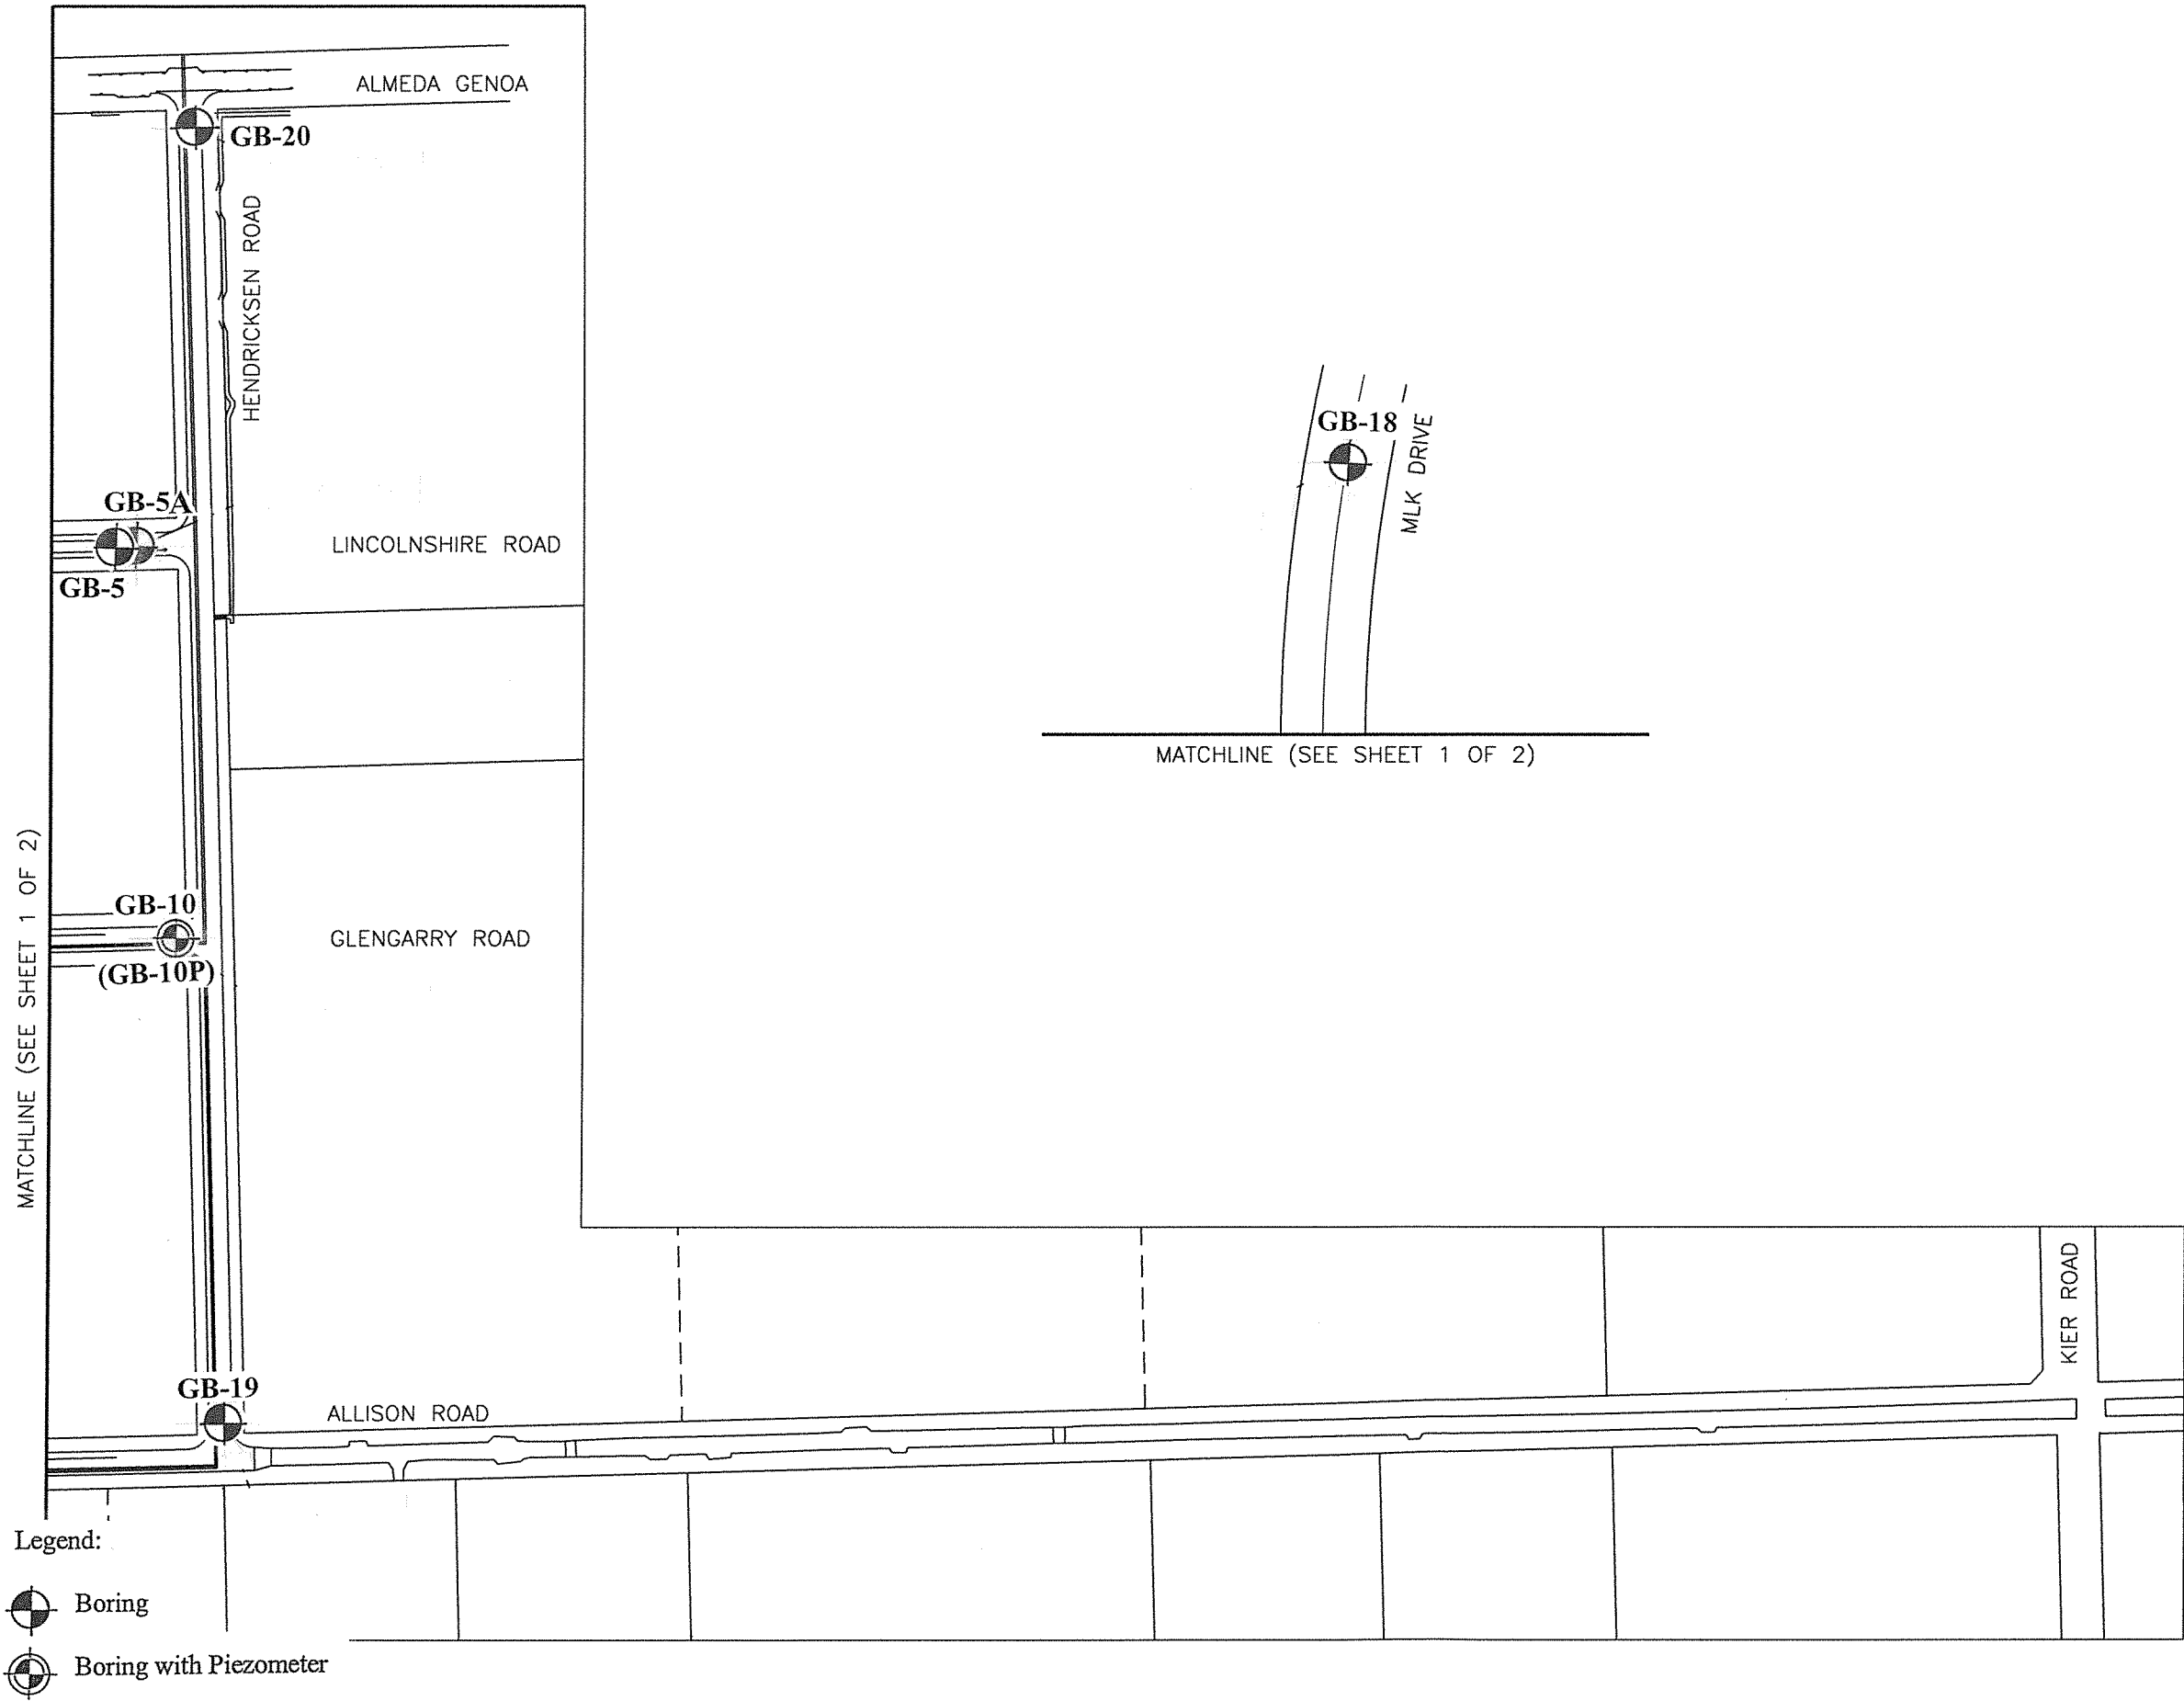 ALMEDA GENOA
GB-20
HENDRICKSEN ROAD
GB-18
MLK DRIVE
GB-5A
LINCOLNSHIRE ROAD
GB-5
MATCHLINE (SEE SHEET 1 OF 2)
MATCHLINE (SEE SHEET 1 OF 2)
GB-10
GLENGARRY ROAD
(GB-10P)
KIER ROAD
GB-19
ALLISON ROAD
Legend:
Boring
Boring with Piezometer